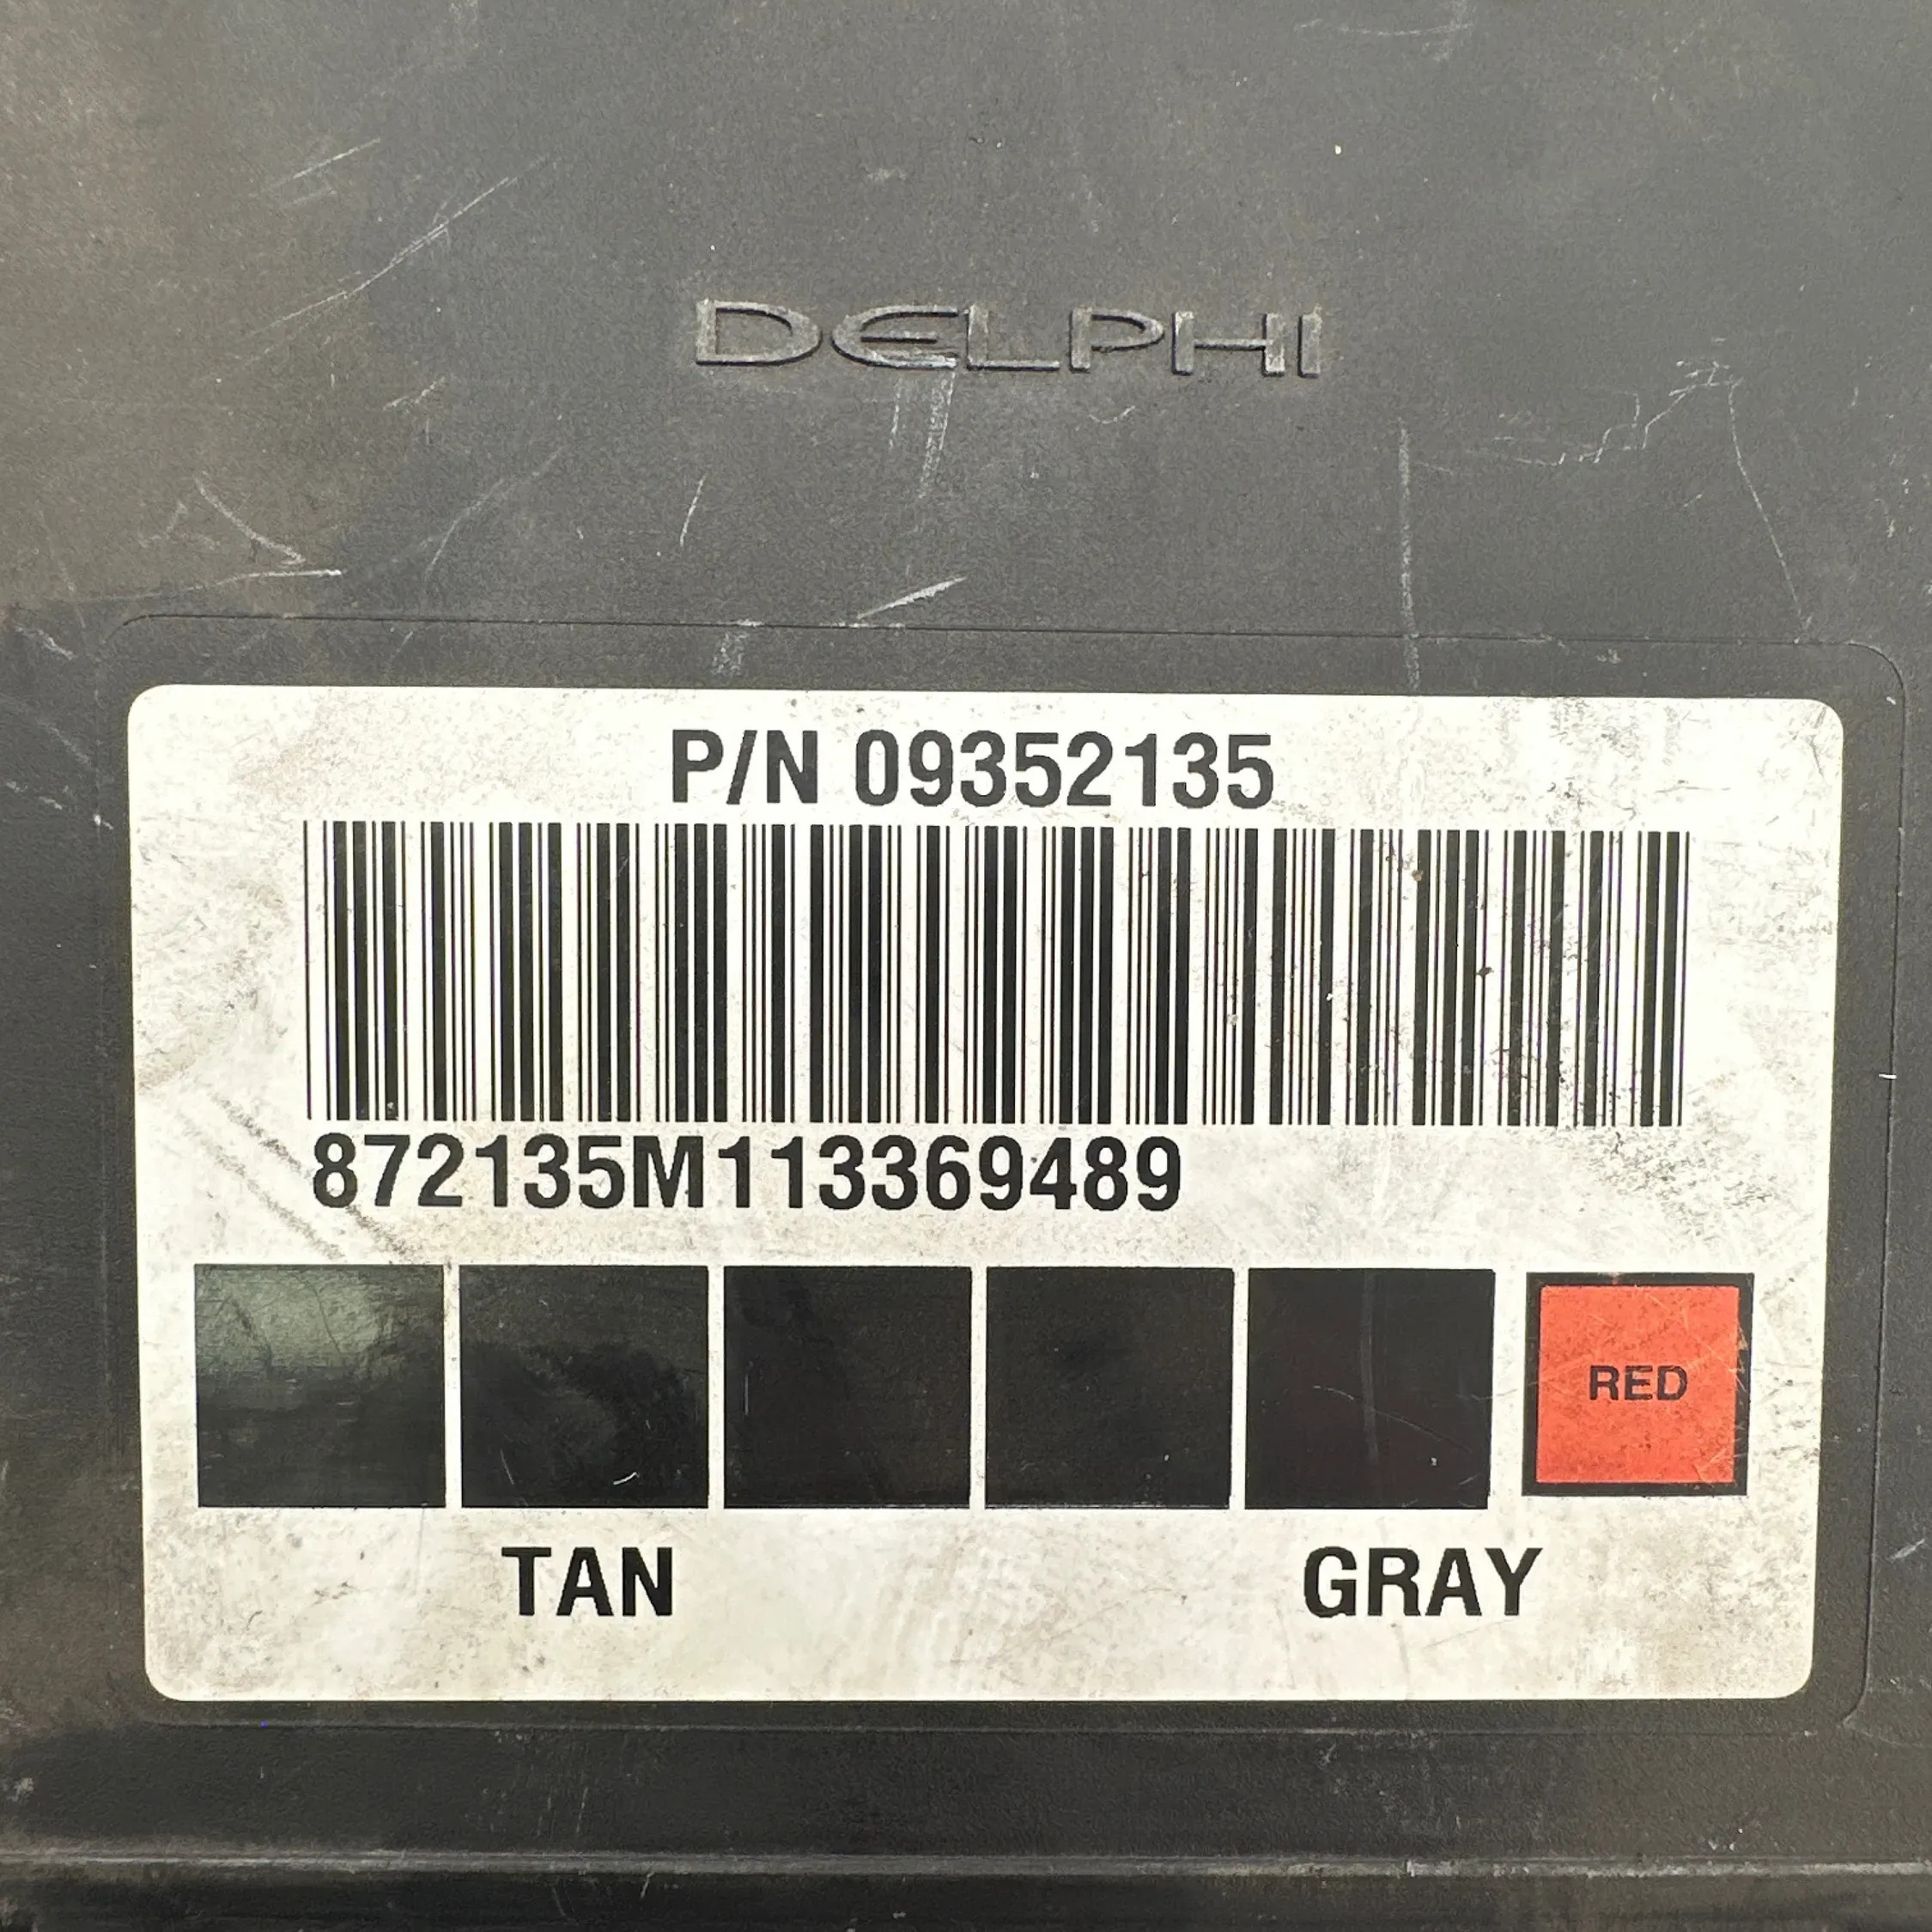 DELPHI
P/N 09352135
872135M113369489
RED
TAN GRAY